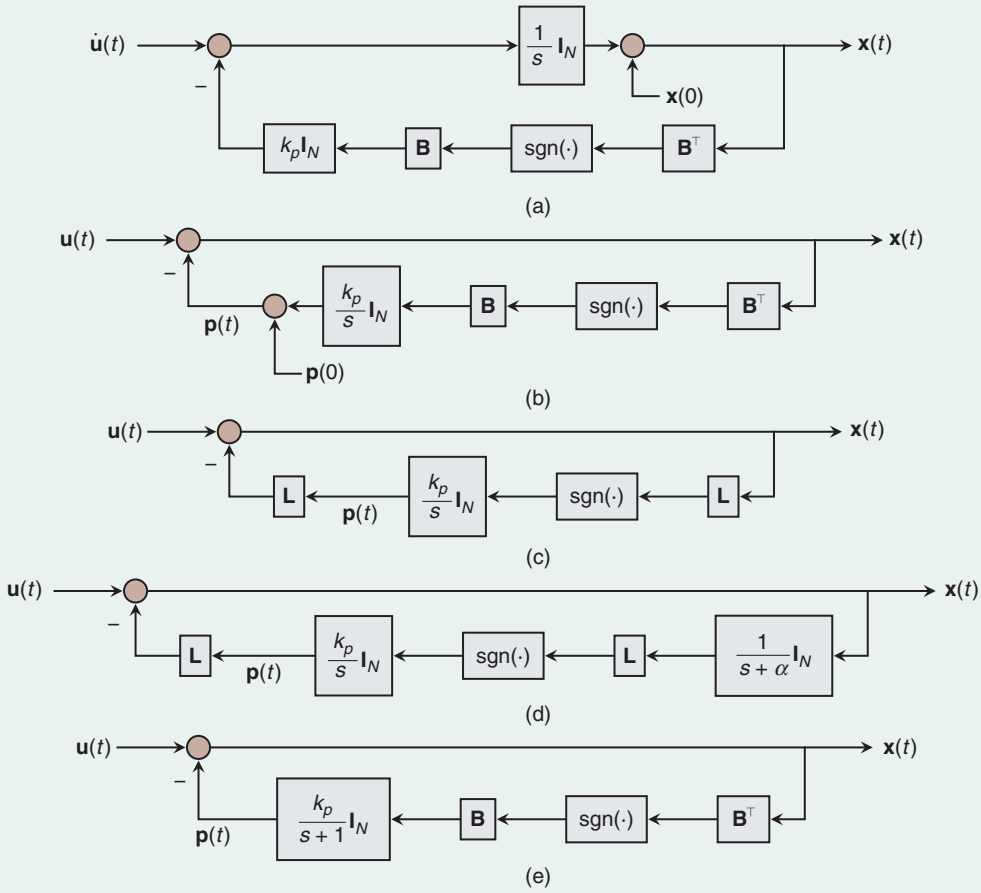 u̇(t)
1/s I_N
x(t)
–
x(0)
k_p I_N
B
sgn(·)
B^⊤
(a)
u(t)
x(t)
–
p(t)
k_p/s I_N
B
sgn(·)
B^⊤
p(0)
(b)
u(t)
x(t)
–
L
p(t)
k_p/s I_N
sgn(·)
L
(c)
u(t)
x(t)
–
L
p(t)
k_p/s I_N
sgn(·)
L
1/s + α I_N
(d)
u(t)
x(t)
–
p(t)
k_p/s + 1 I_N
B
sgn(·)
B^⊤
(e)